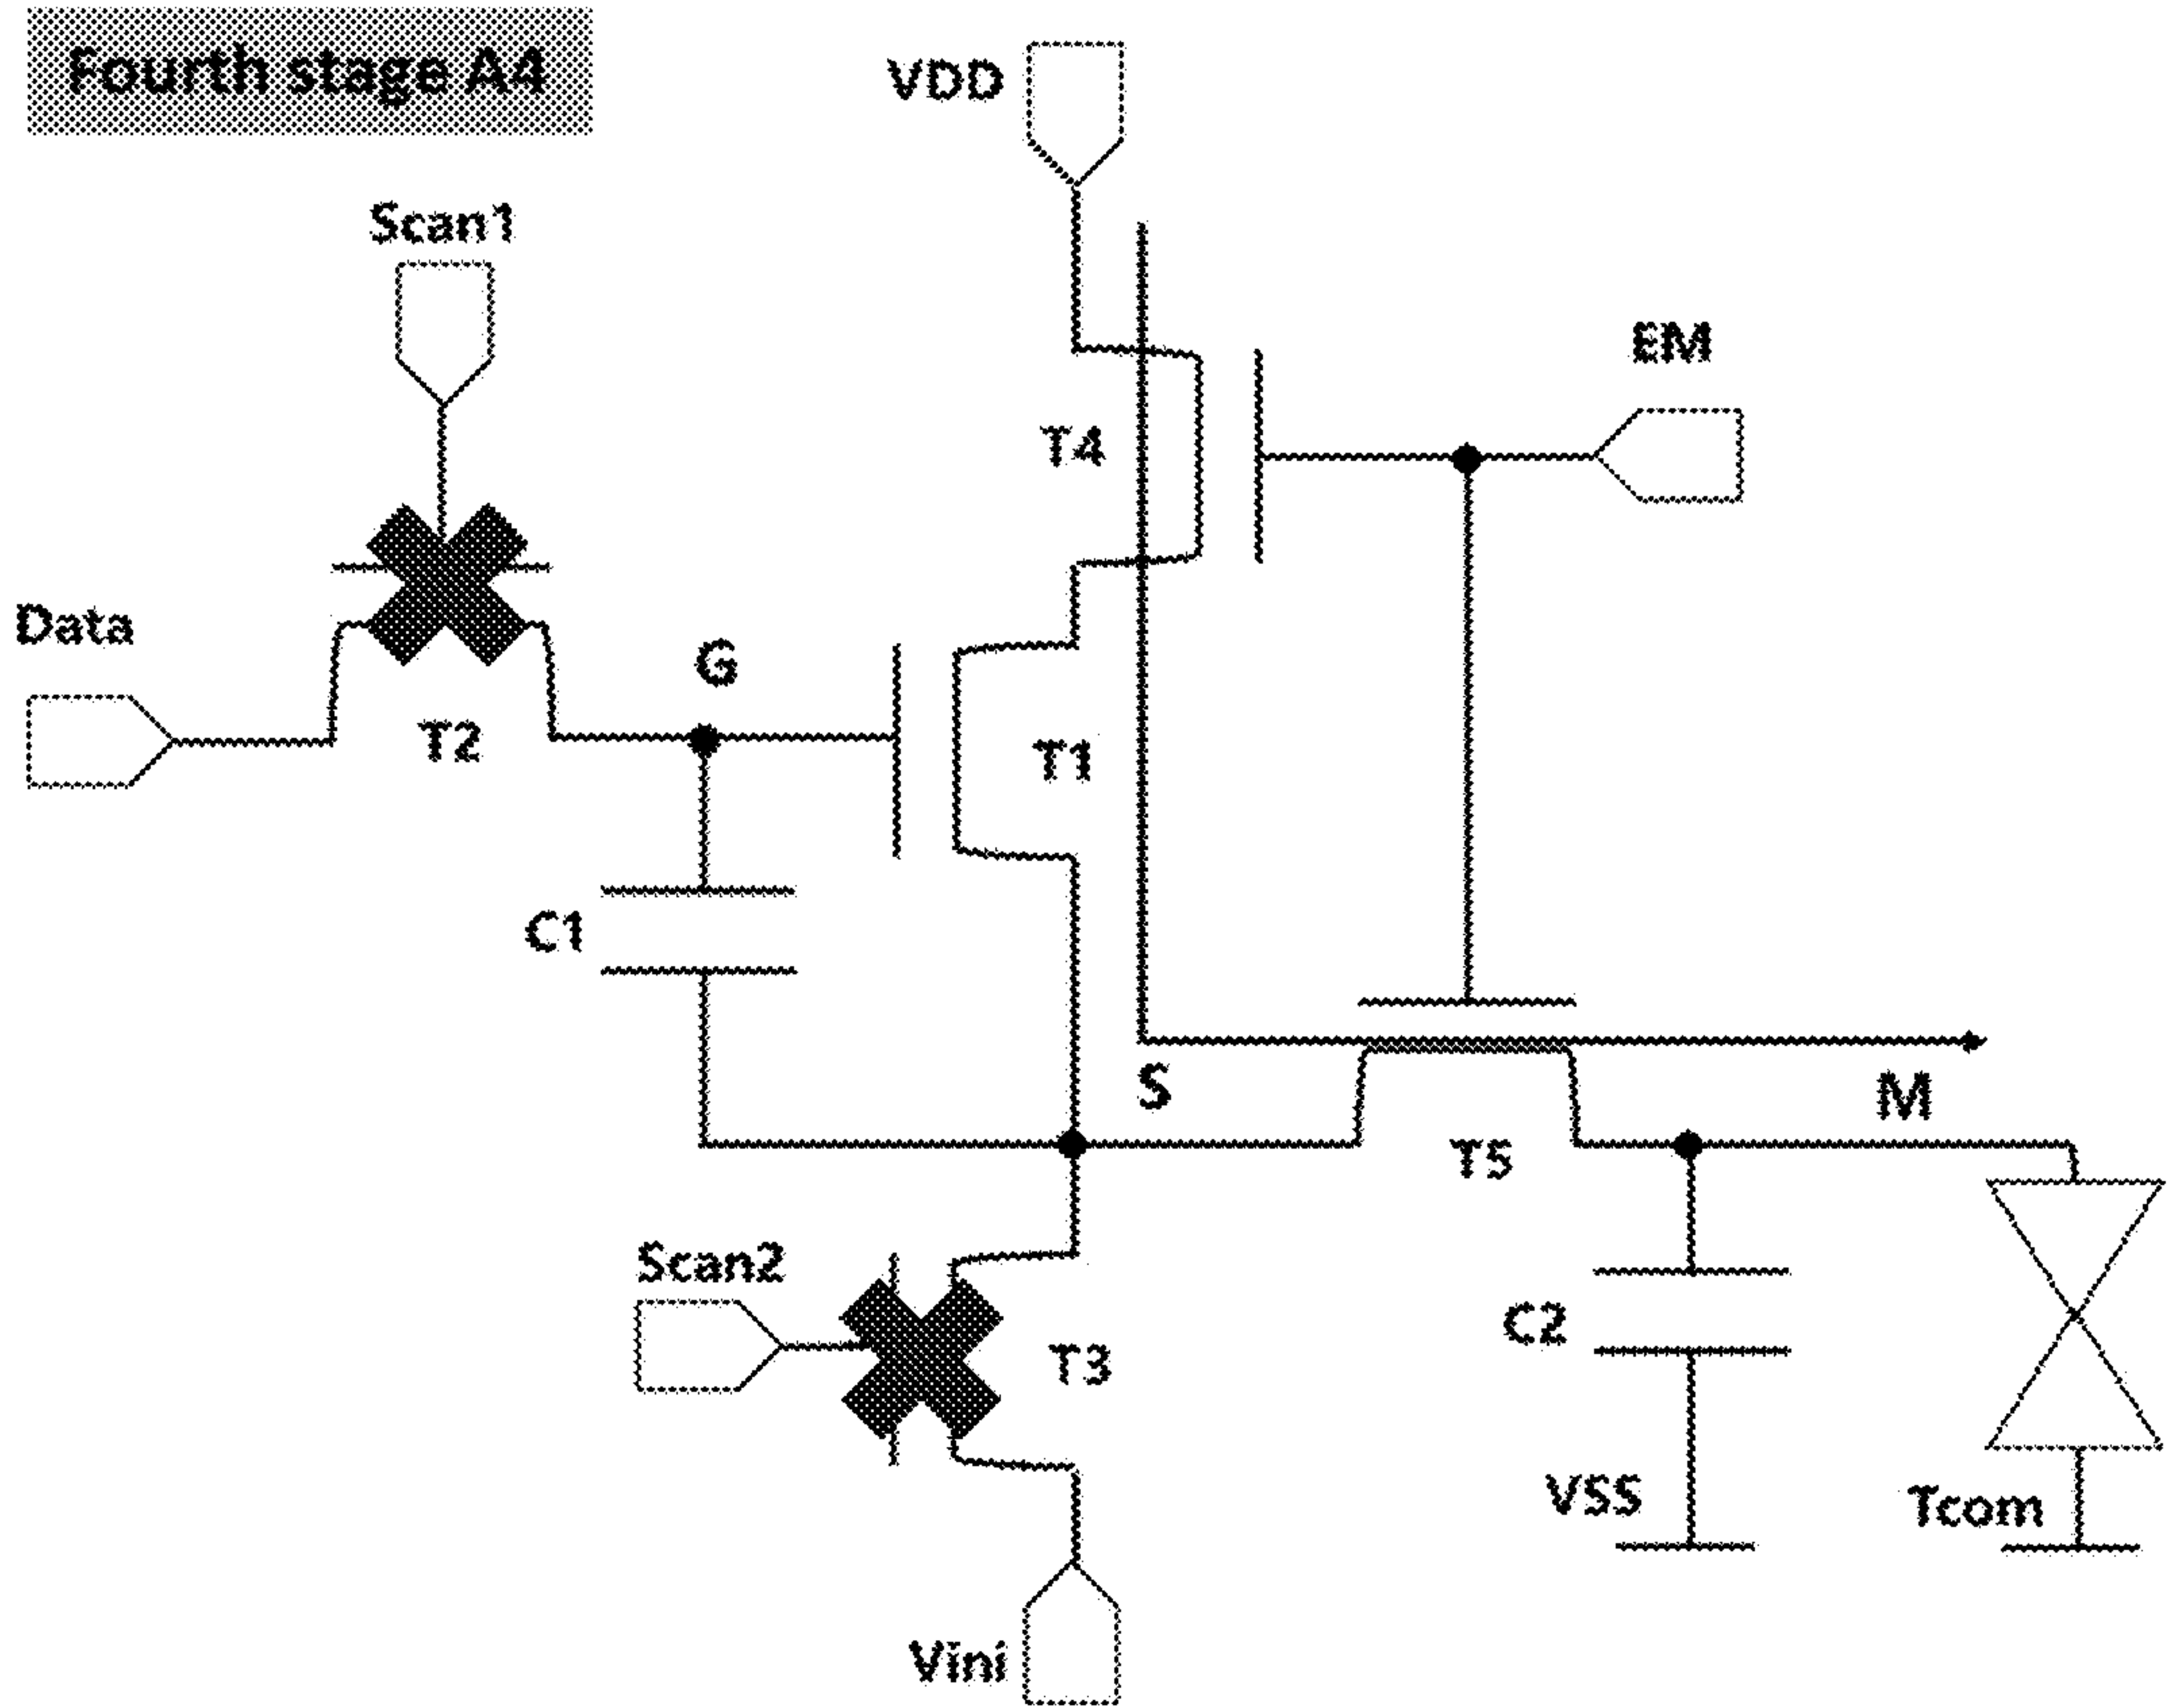 Fourth stage A4
VDD
Scan1
EM
T4
Data
G
T2
T1
C1
S
M
T5
Scan2
C2
T3
VSS
Tcom
Vini